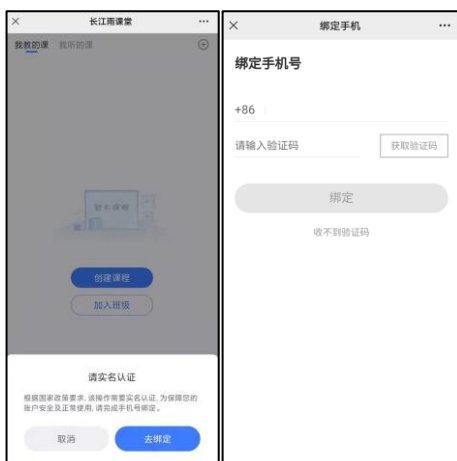 长江雨课堂
我教的课 我听的课
暂无课程
创建课程
加入班级
请实名认证
根据国家政策要求,该操作需要实名认证,为保障您的
账户安全及正常使用,请完成手机号绑定。
取消 去绑定
绑定手机
绑定手机号
+86
请输入验证码 获取验证码
绑定
收不到验证码